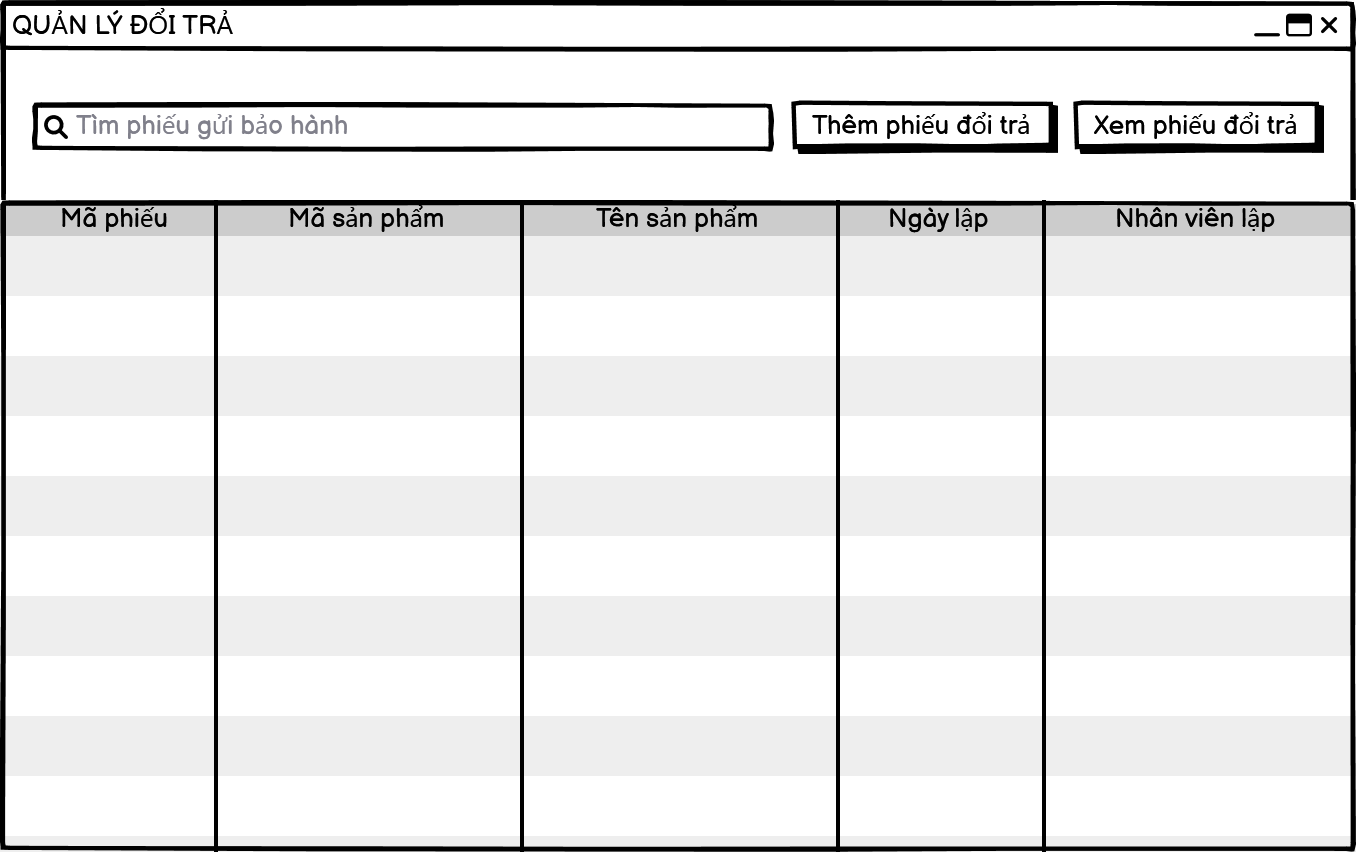 QUẢN LÝ ĐỔI TRẢ
Tìm phiếu gửi bảo hành
Thêm phiếu đổi trả
Xem phiếu đổi trả
Mã phiếu
Mã sản phẩm
Tên sản phẩm
Ngày lập
Nhân viên lập